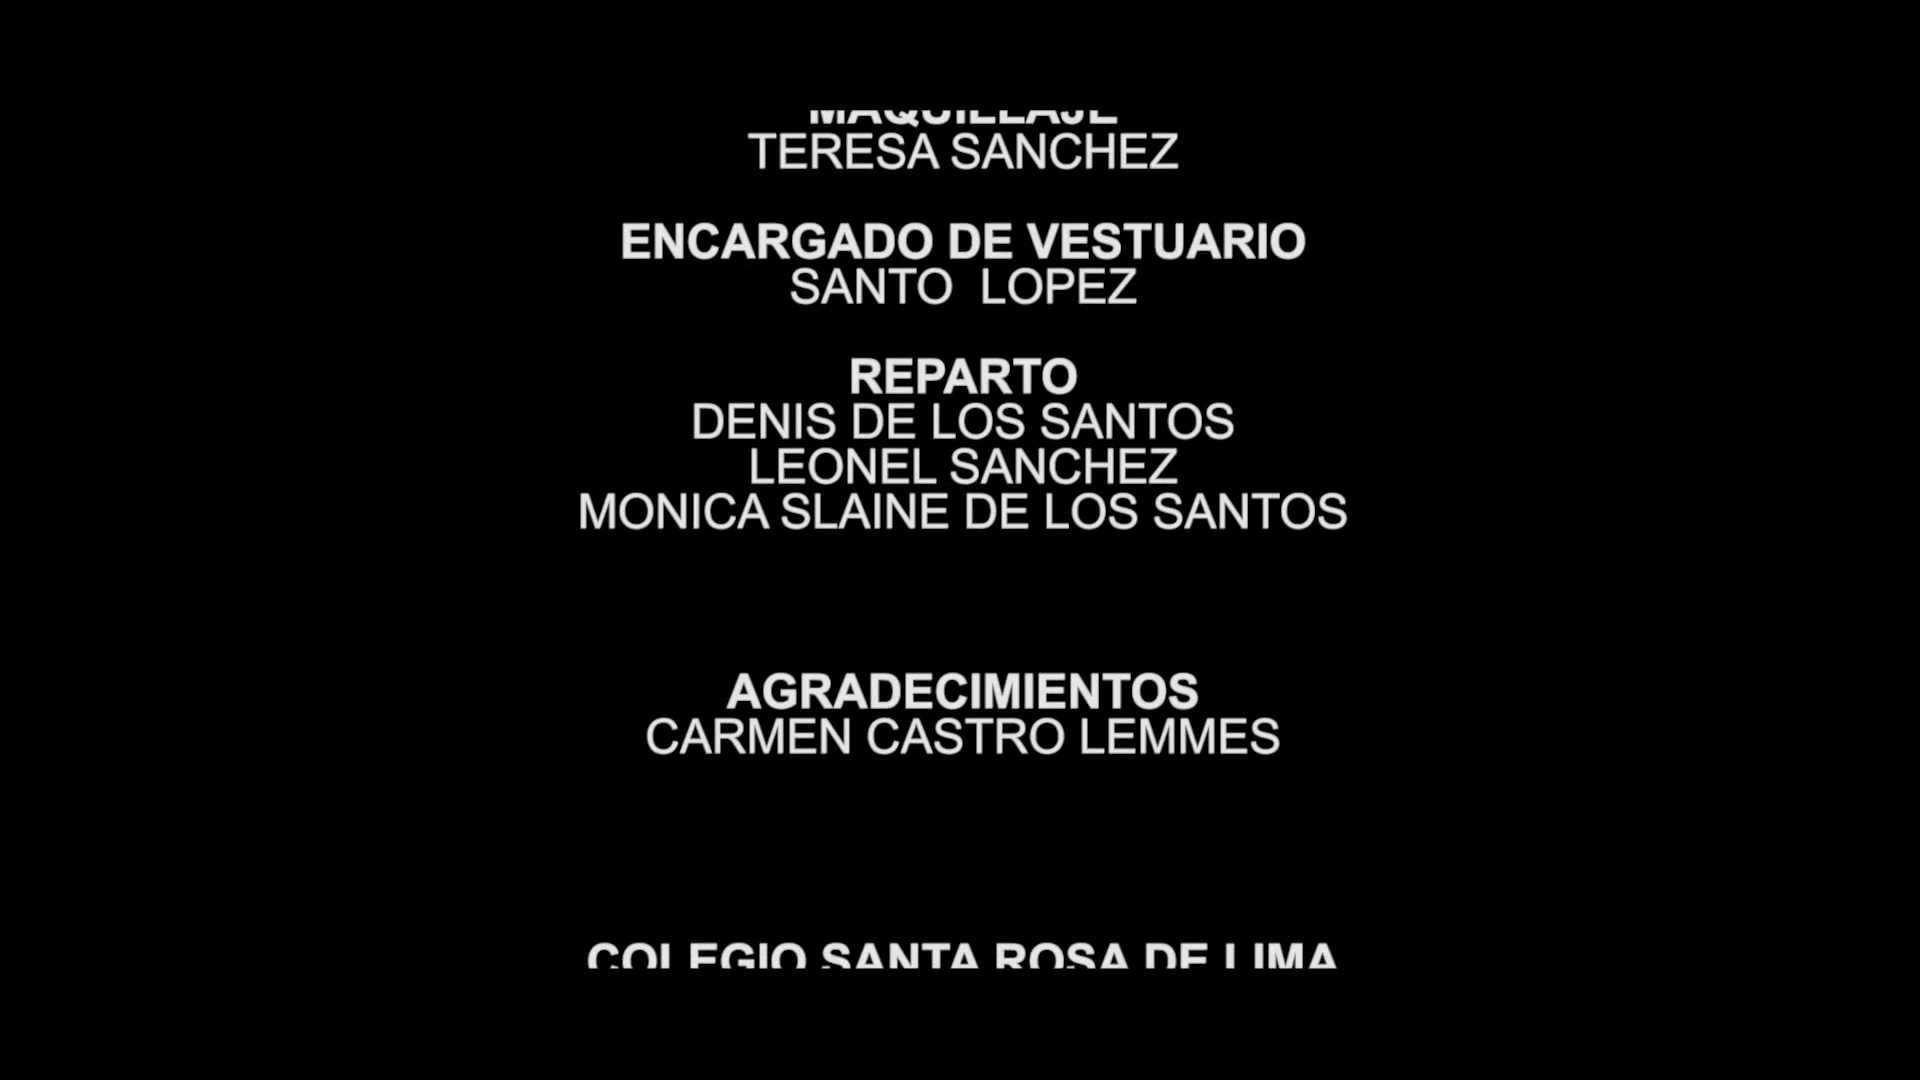 MAQUILLAJE
TERESA SANCHEZ
ENCARGADO DE VESTUARIO
SANTO LOPEZ
REPARTO
DENIS DE LOS SANTOS
LEONEL SANCHEZ
MONICA SLAINE DE LOS SANTOS
AGRADECIMIENTOS
CARMEN CASTRO LEMMES
COLEGIO SANTA ROSA DE LIMA